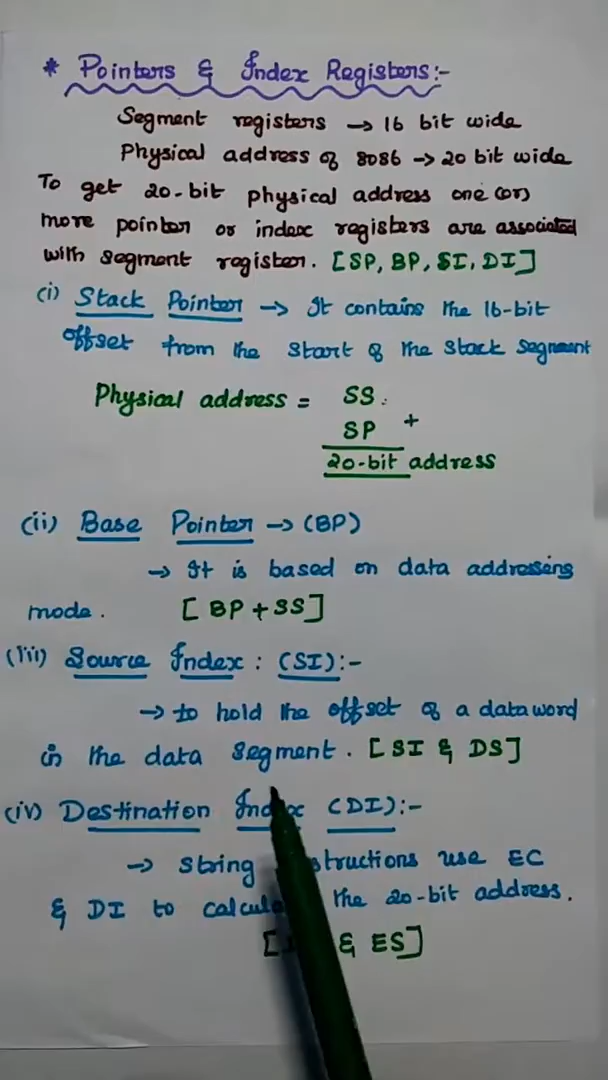 * Pointers & Index Registers:-
Segment registers → 16 bit wide
Physical address of 8086 → 20 bit wide
To get 20-bit physical address one (or)
more pointer or index registers are associated
with segment register. [SP, BP, SI, DI]
(i) Stack Pointer → It contains the 16-bit
offset from the start of the stack segment
Physical address = SS
SP +
20-bit address
(ii) Base Pointer → (BP)
→ It is based on data addressing
mode. [BP + SS]
(iii) Source Index : (SI):-
→ to hold the offset of a data word
in the data segment. [SI & DS]
(iv) Destination Index (DI):-
→ string EC
& DI to the 20-bit address.
[ & ES]